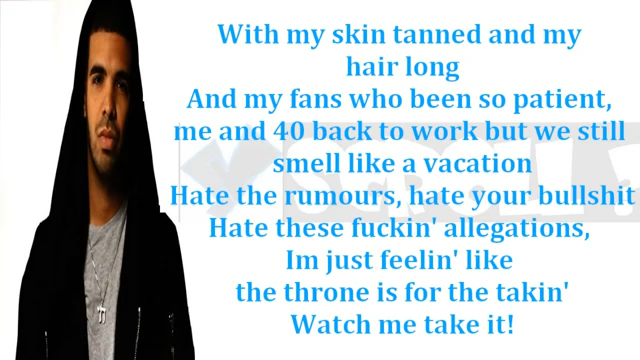 With my skin tanned and my
hair long
And my fans who been so patient,
me and 40 back to work but we still
smell like a vacation
Hate the rumours, hate your bullshit
Hate these fuckin' allegations,
Im just feelin' like
the throne is for the takin'
Watch me take it!